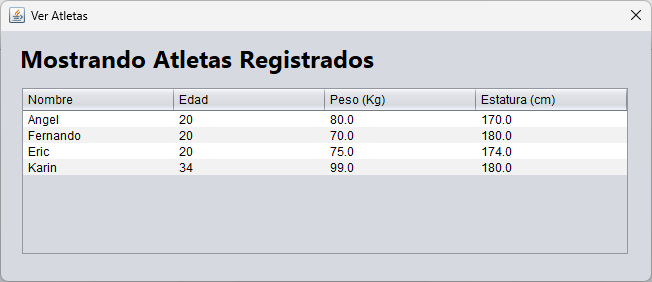 Ver Atletas
Mostrando Atletas Registrados
Nombre Edad Peso (Kg) Estatura (cm)
Angel 20 80.0 170.0
Fernando 20 70.0 180.0
Eric 20 75.0 174.0
Karin 34 99.0 180.0